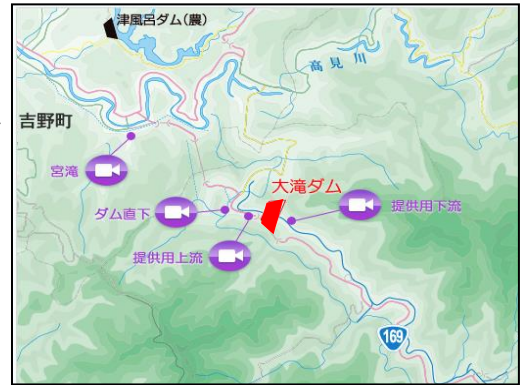 津風呂ダム(農)
高見川
吉野町
宮滝
大滝ダム
ダム直下
提供用下流
提供用上流
169